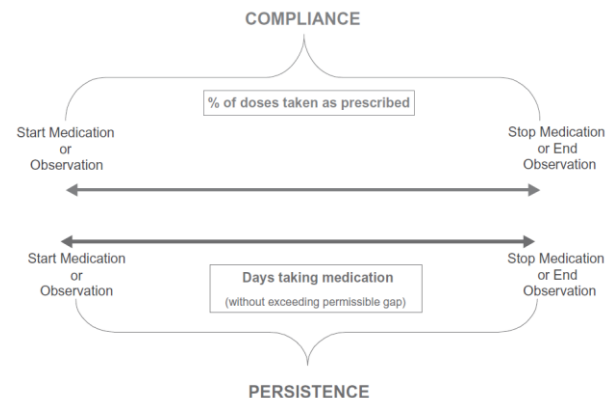 COMPLIANCE
% of doses taken as prescribed
Start Medication
or
Observation
Stop Medication
or End
Observation
Start Medication
or
Observation
Days taking medication
(without exceeding permissible gap)
Stop Medication
or End
Observation
PERSISTENCE